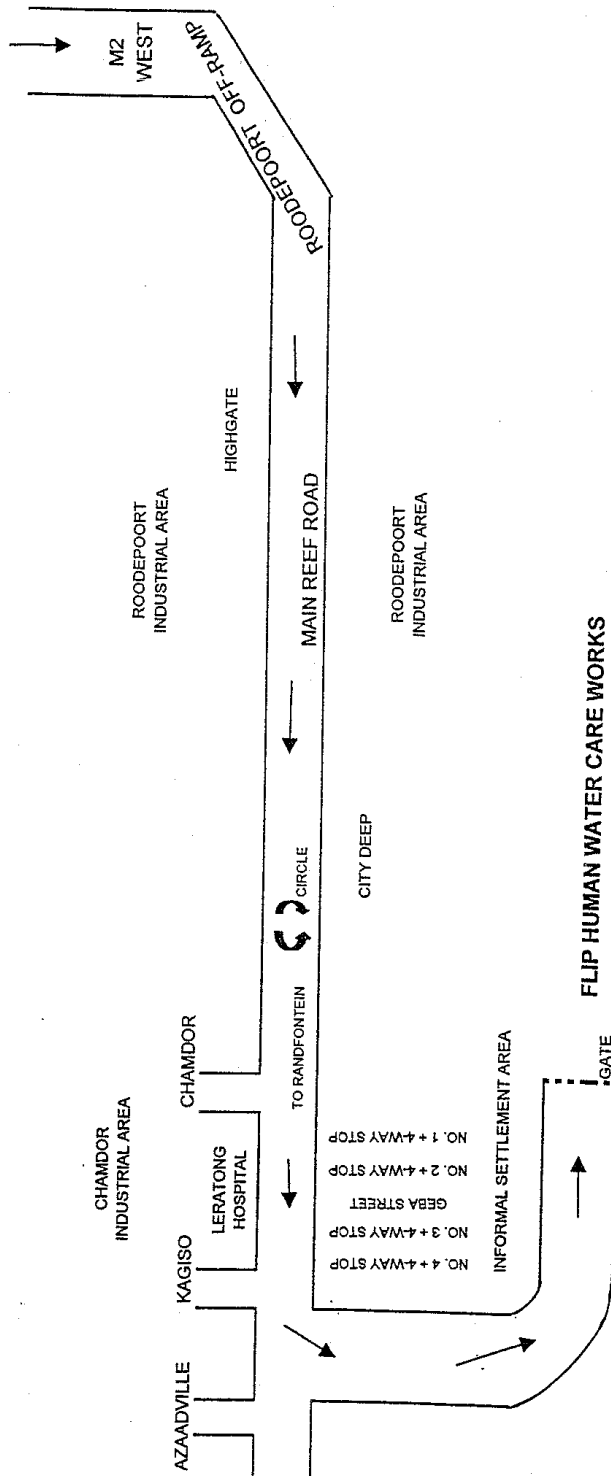 M2
WEST
ROODEPOORT OFF-RAMP
HIGHGATE
ROODEPOORT
INDUSTRIAL AREA
MAIN REEF ROAD
ROODEPOORT
INDUSTRIAL AREA
CIRCLE
CITY DEEP
TO RANDFONTEIN
CHAMDOR
CHAMDOR
INDUSTRIAL AREA
LERATONG
HOSPITAL
KAGISO
AZAADVILLE
NO. 1 + 4-WAY STOP
NO. 2 + 4-WAY STOP
GEBA STREET
NO. 3 + 4-WAY STOP
NO. 4 + 4-WAY STOP
INFORMAL SETTLEMENT AREA
GATE
FLIP HUMAN WATER CARE WORKS